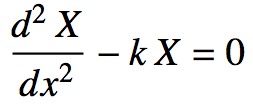 d² X / dx² − k X = 0